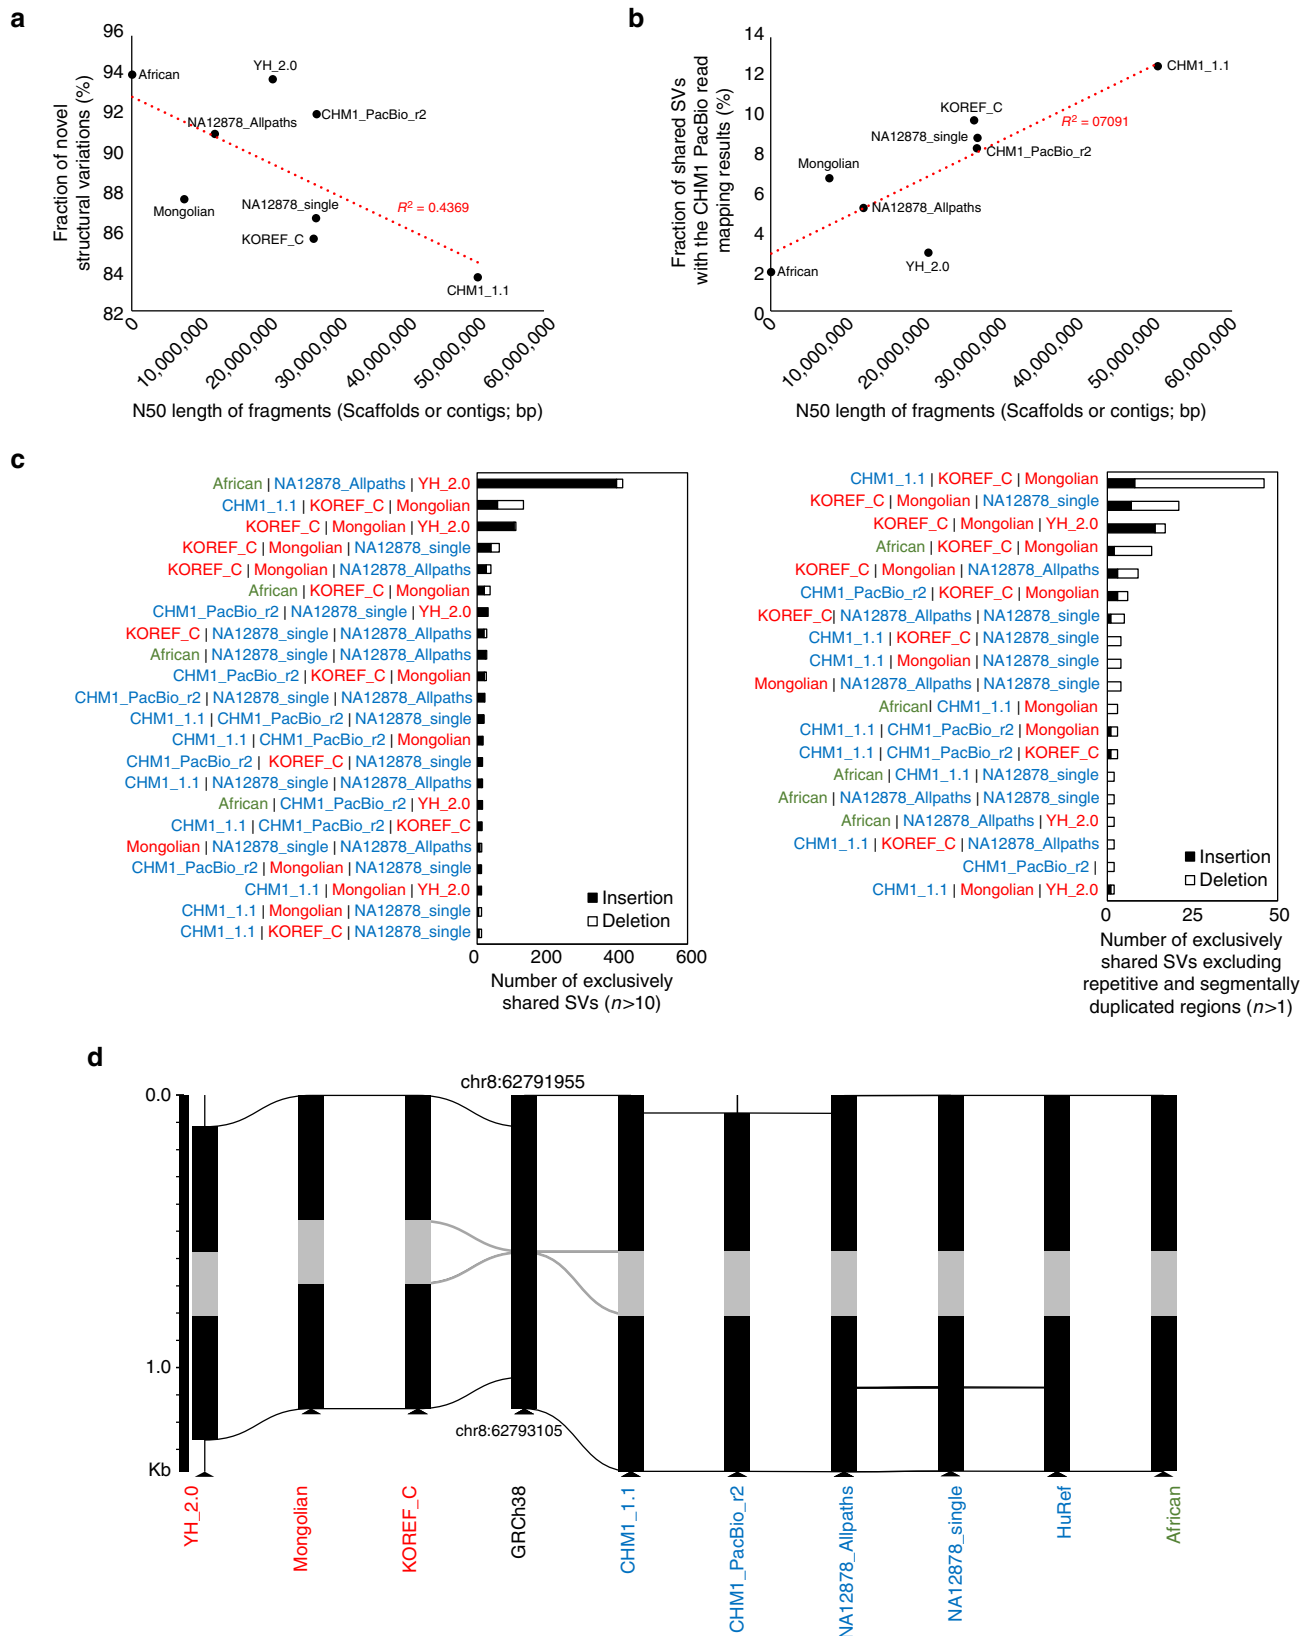 a
96
94
92
90
88
86
84
82
Fraction of novel
structural variations (%)
African
YH_2.0
CHM1_PacBio_r2
NA12878_Allpaths
Mongolian
NA12878_single
KOREF_C
R² = 0.4369
CHM1_1.1
0
10,000,000
20,000,000
30,000,000
40,000,000
50,000,000
60,000,000
N50 length of fragments (Scaffolds or contigs; bp)
b
14
12
10
8
6
4
2
0
Fraction of shared SVs
with the CHM1 PacBio read
mapping results (%)
CHM1_1.1
KOREF_C
R² = 07091
NA12878_single
CHM1_PacBio_r2
Mongolian
NA12878_Allpaths
YH_2.0
African
0
10,000,000
20,000,000
30,000,000
40,000,000
50,000,000
60,000,000
N50 length of fragments (Scaffolds or contigs; bp)
c
African | NA12878_Allpaths | YH_2.0
CHM1_1.1 | KOREF_C | Mongolian
KOREF_C | Mongolian | YH_2.0
KOREF_C | Mongolian | NA12878_single
KOREF_C | Mongolian | NA12878_Allpaths
African | KOREF_C | Mongolian
CHM1_PacBio_r2 | NA12878_single | YH_2.0
KOREF_C | NA12878_single | NA12878_Allpaths
African | NA12878_single | NA12878_Allpaths
CHM1_PacBio_r2 | KOREF_C | Mongolian
CHM1_PacBio_r2 | NA12878_single | NA12878_Allpaths
CHM1_1.1 | CHM1_PacBio_r2 | NA12878_single
CHM1_1.1 | CHM1_PacBio_r2 | Mongolian
CHM1_PacBio_r2 | KOREF_C | NA12878_single
CHM1_1.1 | NA12878_single | NA12878_Allpaths
African | CHM1_PacBio_r2 | YH_2.0
CHM1_1.1 | CHM1_PacBio_r2 | KOREF_C
Mongolian | NA12878_single | NA12878_Allpaths
CHM1_PacBio_r2 | Mongolian | NA12878_single
CHM1_1.1 | Mongolian | YH_2.0
CHM1_1.1 | Mongolian | NA12878_single
CHM1_1.1 | KOREF_C | NA12878_single
Insertion
Deletion
0 200 400 600
Number of exclusively
shared SVs (n>10)
CHM1_1.1 | KOREF_C | Mongolian
KOREF_C | Mongolian | NA12878_single
KOREF_C | Mongolian | YH_2.0
African | KOREF_C | Mongolian
KOREF_C | Mongolian | NA12878_Allpaths
CHM1_PacBio_r2 | KOREF_C | Mongolian
KOREF_C| NA12878_Allpaths | NA12878_single
CHM1_1.1 | KOREF_C | NA12878_single
CHM1_1.1 | Mongolian | NA12878_single
Mongolian | NA12878_Allpaths | NA12878_single
African| CHM1_1.1 | Mongolian
CHM1_1.1 | CHM1_PacBio_r2 | Mongolian
CHM1_1.1 | CHM1_PacBio_r2 | KOREF_C
African | CHM1_1.1 | NA12878_single
African | NA12878_Allpaths | NA12878_single
African | NA12878_Allpaths | YH_2.0
CHM1_1.1 | KOREF_C | NA12878_Allpaths
CHM1_PacBio_r2 |
CHM1_1.1 | Mongolian | YH_2.0
Insertion
Deletion
0 25 50
Number of exclusively
shared SVs excluding
repetitive and segmentally
duplicated regions (n>1)
d
chr8:62791955
0.0
1.0
Kb
chr8:62793105
YH_2.0
Mongolian
KOREF_C
GRCh38
CHM1_1.1
CHM1_PacBio_r2
NA12878_Allpaths
NA12878_single
HuRef
African